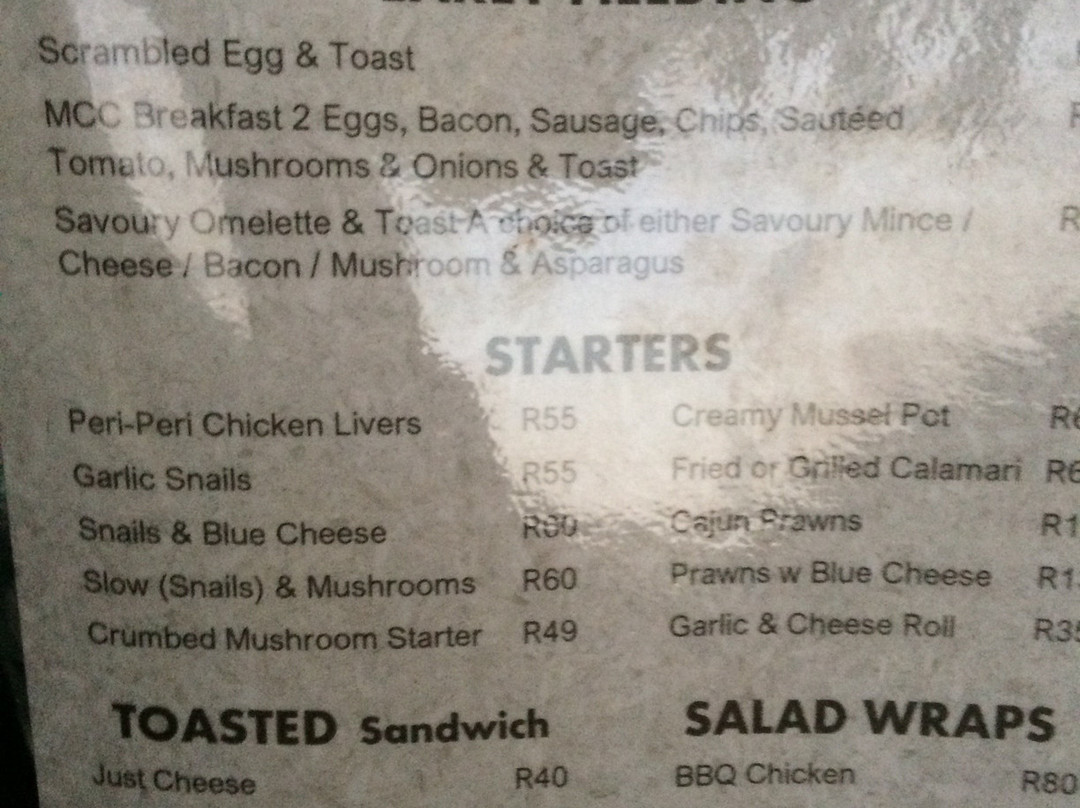 Scrambled Egg & Toast
MCC Breakfast 2 Eggs, Bacon, Sausage, Chips, Sautéed
Tomato, Mushrooms & Onions & Toast
Savoury Omelette & Toast-A choice of either Savoury Mince /
Cheese / Bacon / Mushroom & Asparagus
STARTERS
Peri-Peri Chicken Livers R55
Garlic Snails R55
Snails & Blue Cheese R60
Slow (Snails) & Mushrooms R60
Crumbed Mushroom Starter R49
Creamy Mussel Pot
Fried or Grilled Calamari
Cajun Prawns
Prawns w Blue Cheese
Garlic & Cheese Roll
TOASTED Sandwich
Just Cheese R40
SALAD WRAPS
BBQ Chicken R80